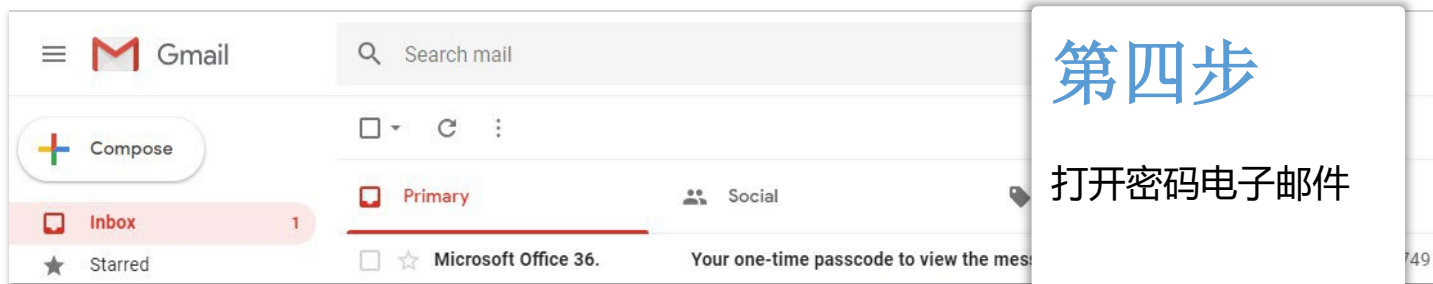 Gmail
Search mail
第四步
Compose
打开密码电子邮件
Primary
Social
Inbox
1
Starred
Microsoft Office 36.
Your one-time passcode to view the mes
749